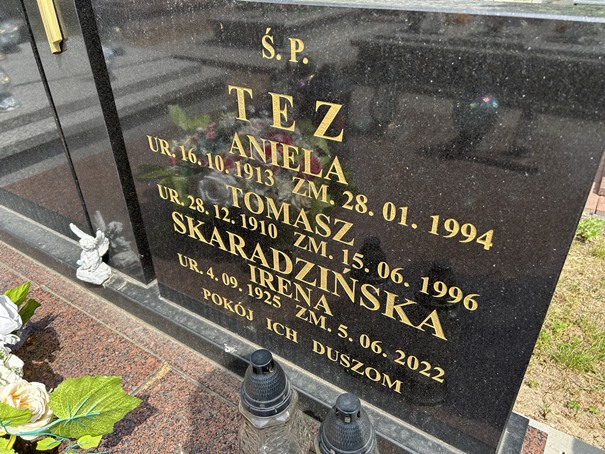 Ś. P.
TEZ
ANIELA
UR. 16. 10. 1913 ZM. 28. 01. 1994
TOMASZ
UR. 28. 12. 1910 ZM. 15. 06. 1996
SKARADZIŃSKA
IRENA
UR. 4. 09. 1925 ZM. 5. 06. 2022
POKÓJ ICH DUSZOM